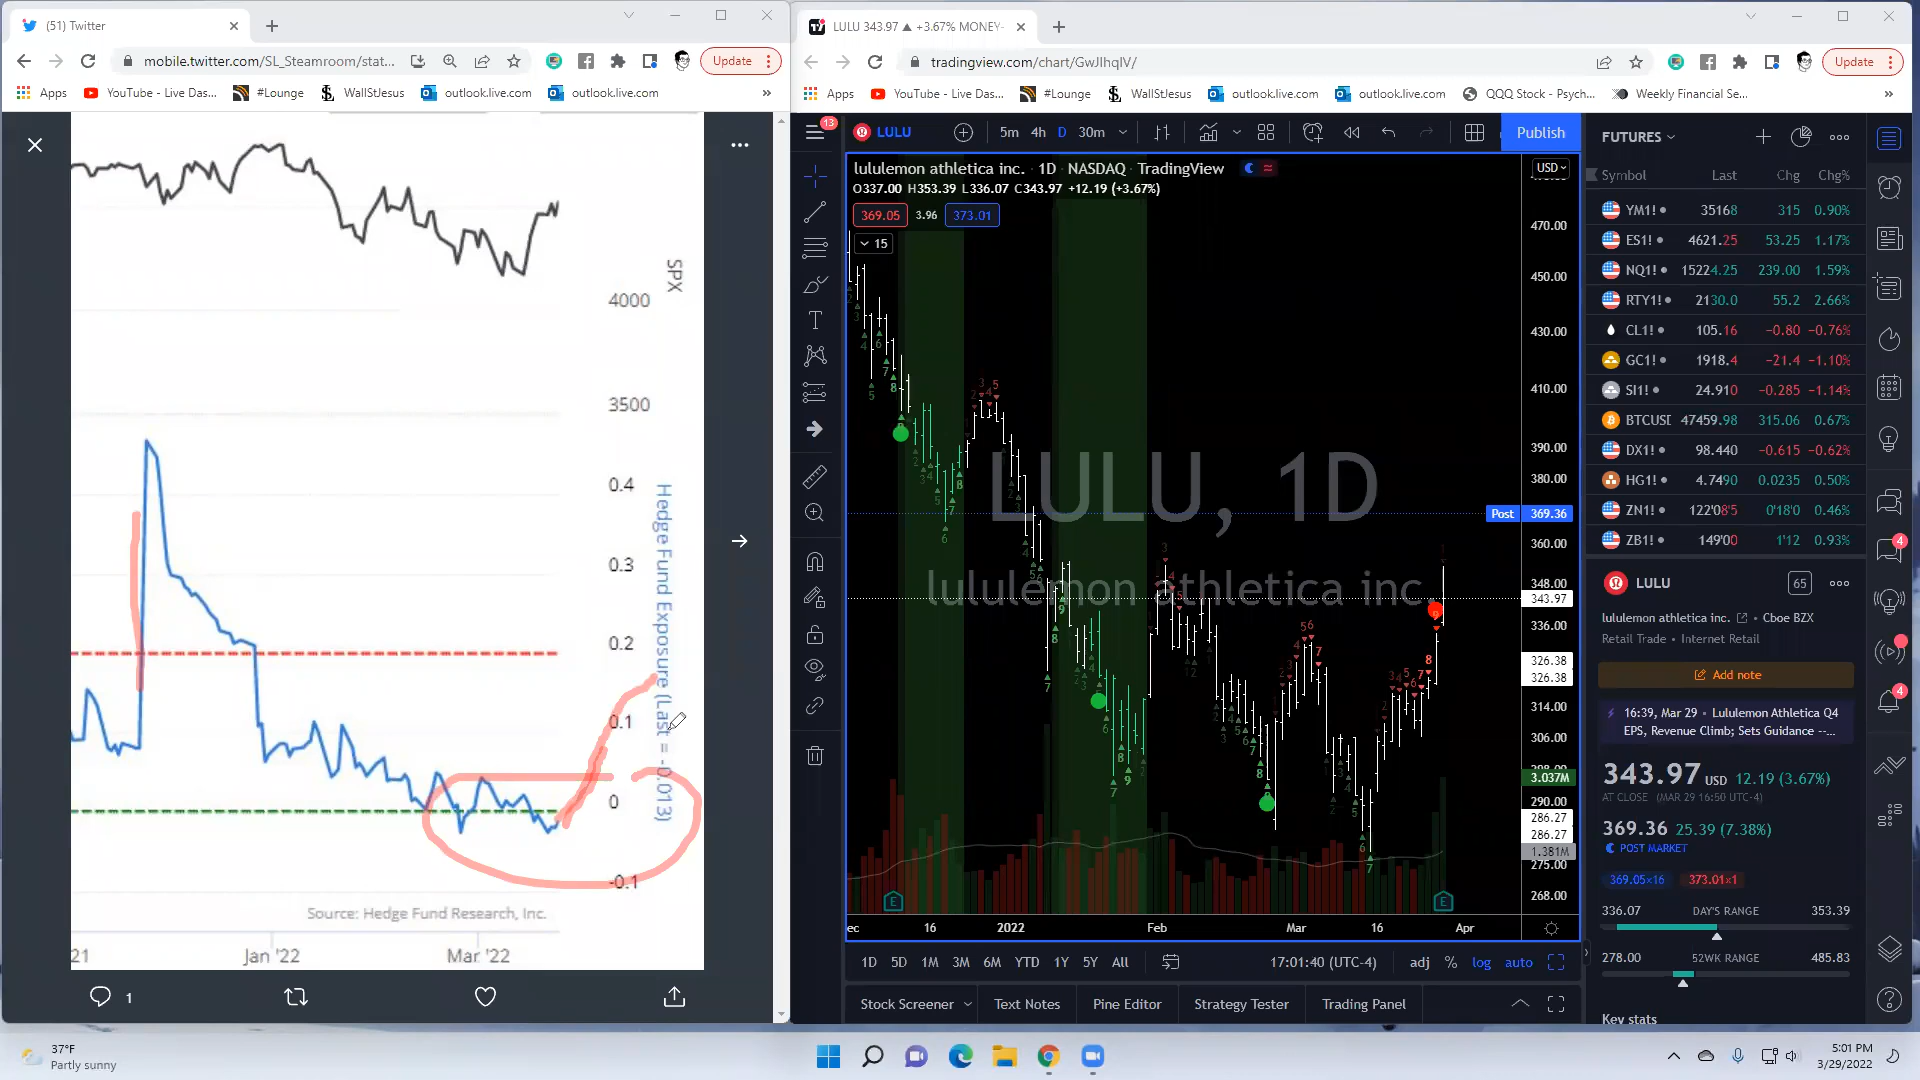 (51) Twitter
mobile.twitter.com/SL_Steamroom/stat...
Update
Apps
YouTube - Live Das...
#Lounge
WallStJesus
outlook.live.com
outlook.live.com
»
SPX
4000
3500
0.4
0.3
0.2
0.1
0
-0.1
Hedge Fund Exposure (Last = -0.013)
Source: Hedge Fund Research, Inc.
21
Jan '22
Mar '22
1
LULU 343.97 ▲ +3.67% MONEY-
tradingview.com/chart/GwJIhqlV/
Update
Apps
YouTube - Live Das...
#Lounge
WallStJesus
outlook.live.com
outlook.live.com
QQQ Stock - Psych...
Weekly Financial Se...
»
13
LULU
5m 4h D 30m
Publish
lululemon athletica inc. · 1D · NASDAQ · TradingView
O337.00 H353.39 L336.07 C343.97 +12.19 (+3.67%)
369.05 3.96 373.01
15
USD
470.00
450.00
430.00
410.00
390.00
380.00
Post 369.36
360.00
348.00
343.97
336.00
326.38
326.38
314.00
306.00
3.037M
290.00
286.27
286.27
1.381M
275.00
268.00
LULU, 1D
lululemon athletica inc.
E
E
ec 16 2022 Feb Mar 16 Apr
1D 5D 1M 3M 6M YTD 1Y 5Y All
17:01:40 (UTC-4)
adj % log auto
Stock Screener
Text Notes
Pine Editor
Strategy Tester
Trading Panel
FUTURES
Symbol Last Chg Chg%
YM1! 35168 315 0.90%
ES1! 4621.25 53.25 1.17%
NQ1! 15224.25 239.00 1.59%
RTY1! 2130.0 55.2 2.66%
CL1! 105.16 −0.80 −0.76%
GC1! 1918.4 −21.4 −1.10%
SI1! 24.910 −0.285 −1.14%
BTCUSD 47459.98 315.06 0.67%
DX1! 98.440 −0.615 −0.62%
HG1! 4.7490 0.0235 0.50%
ZN1! 122'08'5 0'18'0 0.46%
ZB1! 149'00 1'12 0.93%
LULU
65
lululemon athletica inc. • Cboe BZX
Retail Trade • Internet Retail
Add note
16:39, Mar 29 • Lululemon Athletica Q4
EPS, Revenue Climb; Sets Guidance --...
343.97 USD 12.19 (3.67%)
AT CLOSE (MAR 29 16:50 UTC-4)
369.36 25.39 (7.38%)
POST MARKET
369.05×16 373.01×1
336.07 DAY'S RANGE 353.39
278.00 52WK RANGE 485.83
Key stats
4
4
37°F
Partly sunny
5:01 PM
3/29/2022